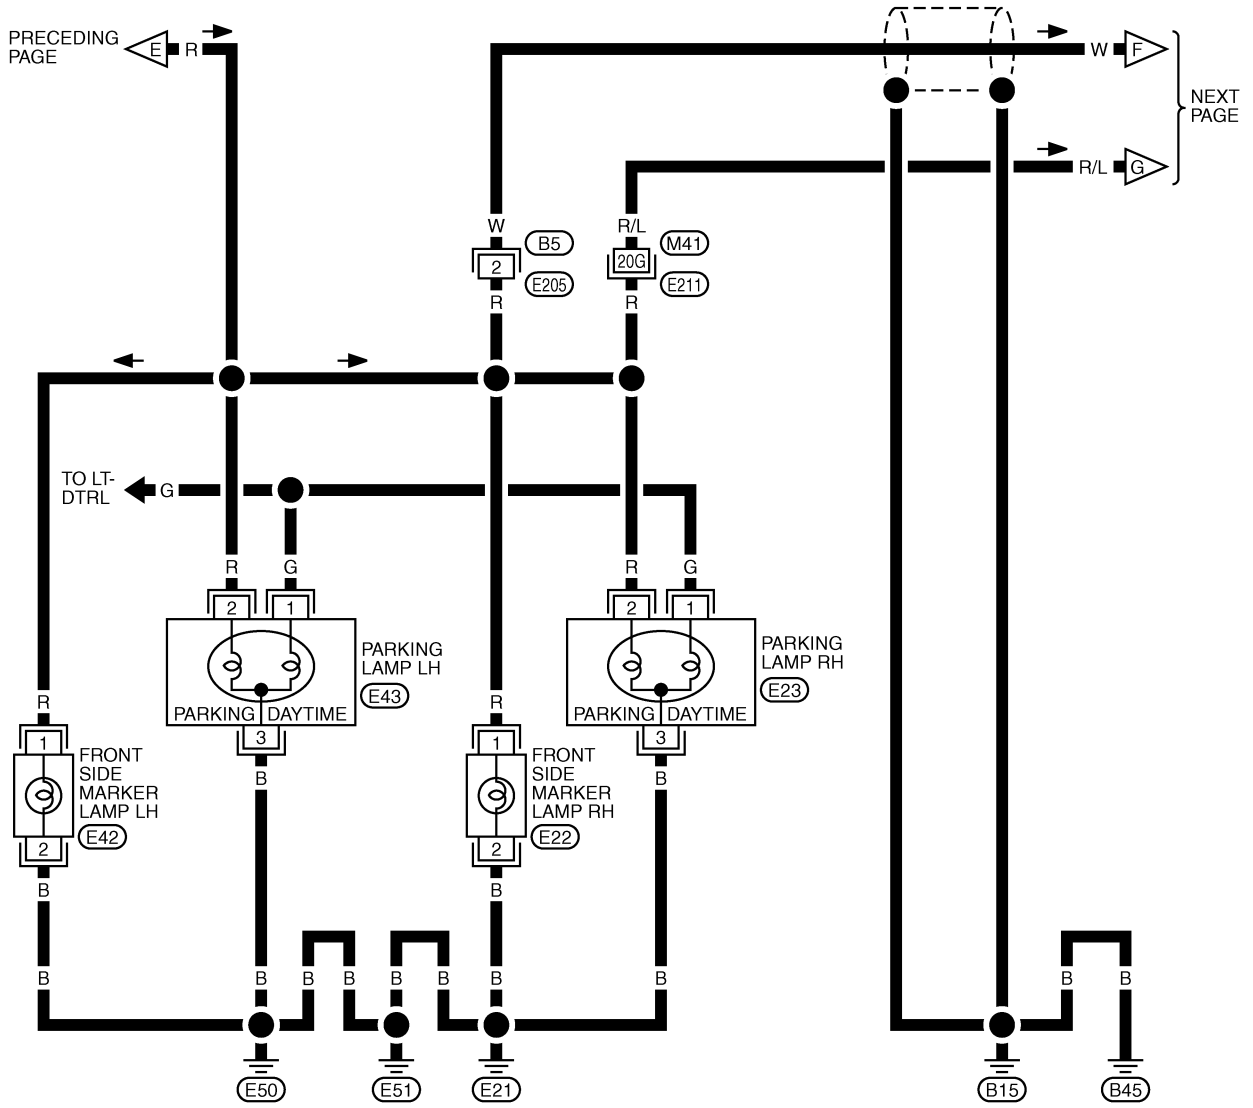 PRECEDING
PAGE
E
R
W
F
NEXT
PAGE
R/L
G
W
R/L
B5
M41
2
20G
E205
E211
R
R
TO LT-
DTRL
G
R
G
R
G
2
1
2
1
PARKING
LAMP LH
E43
PARKING DAYTIME
PARKING
LAMP RH
E23
PARKING DAYTIME
R
R
3
3
1
1
FRONT
SIDE
MARKER
LAMP LH
E42
FRONT
SIDE
MARKER
LAMP RH
E22
B
B
2
2
B
B
B
B
B
B
B
B
B
B
B
B
E50
E51
E21
B15
B45